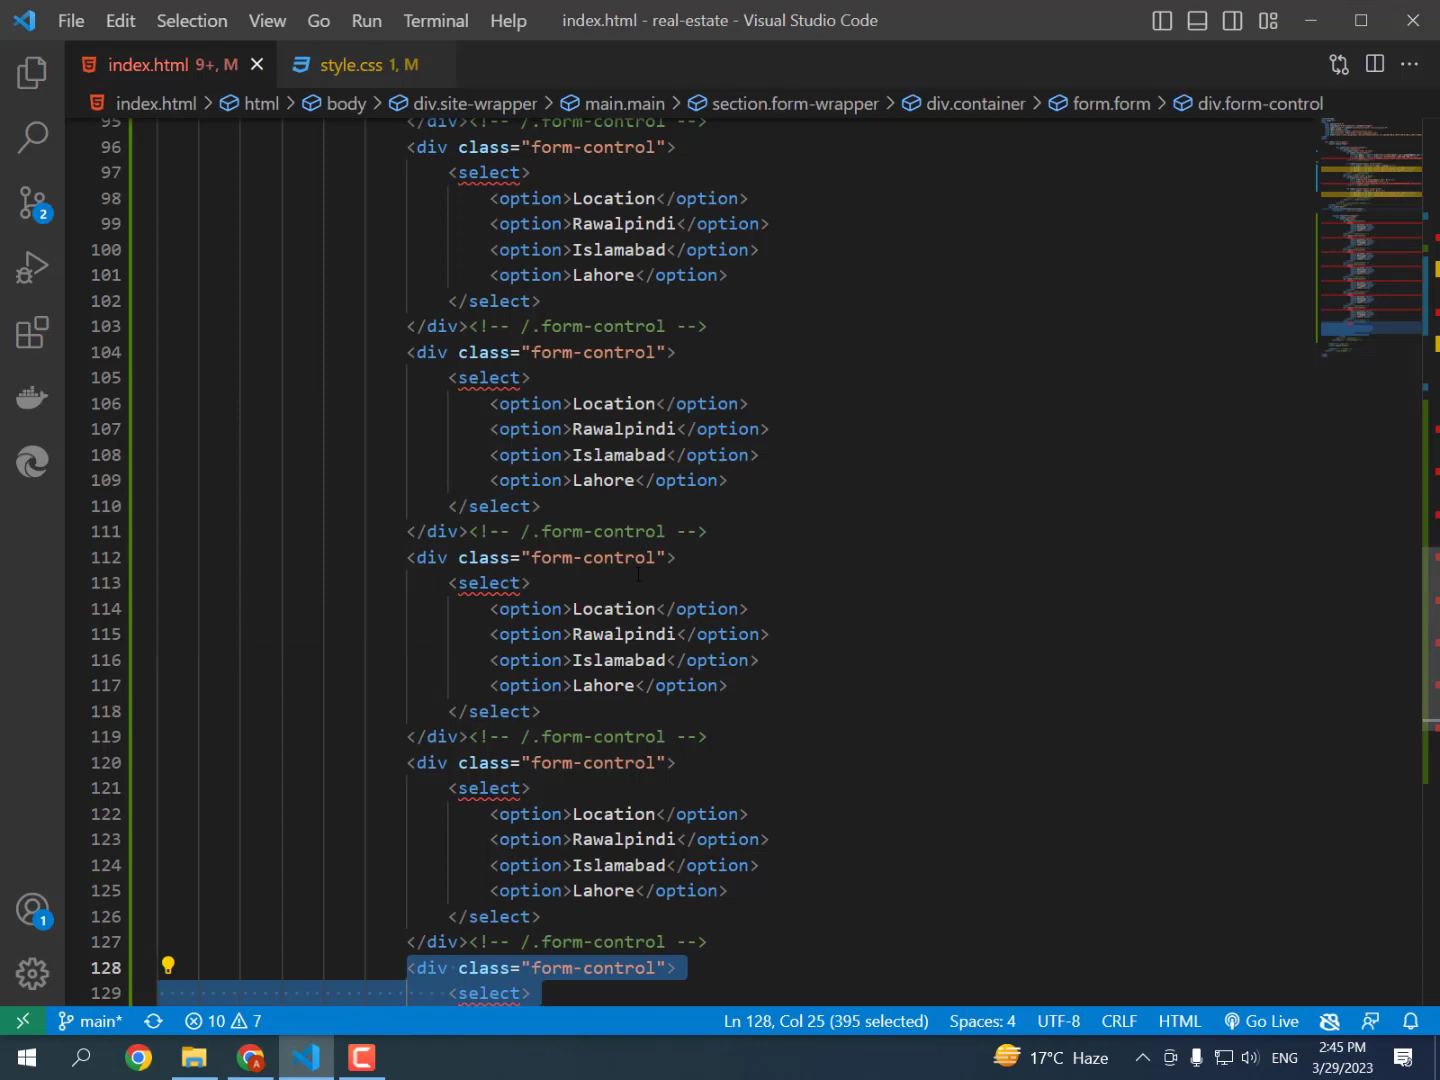 File Edit Selection View Go Run Terminal Help index.html - real-estate - Visual Studio Code
index.html 9+, M style.css 1, M
index.html > html > body > div.site-wrapper > main.main > section.form-wrapper > div.container > form.form > div.form-control
95 </div><!-- /.form-control -->
96 <div class="form-control">
97 <select>
98 <option>Location</option>
99 <option>Rawalpindi</option>
100 <option>Islamabad</option>
101 <option>Lahore</option>
102 </select>
103 </div><!-- /.form-control -->
104 <div class="form-control">
105 <select>
106 <option>Location</option>
107 <option>Rawalpindi</option>
108 <option>Islamabad</option>
109 <option>Lahore</option>
110 </select>
111 </div><!-- /.form-control -->
112 <div class="form-control">
113 <select>
114 <option>Location</option>
115 <option>Rawalpindi</option>
116 <option>Islamabad</option>
117 <option>Lahore</option>
118 </select>
119 </div><!-- /.form-control -->
120 <div class="form-control">
121 <select>
122 <option>Location</option>
123 <option>Rawalpindi</option>
124 <option>Islamabad</option>
125 <option>Lahore</option>
126 </select>
127 </div><!-- /.form-control -->
128 <div class="form-control">
129 <select>
2
1
main* 10 7 Ln 128, Col 25 (395 selected) Spaces: 4 UTF-8 CRLF HTML Go Live
17°C Haze ENG 2:45 PM
3/29/2023